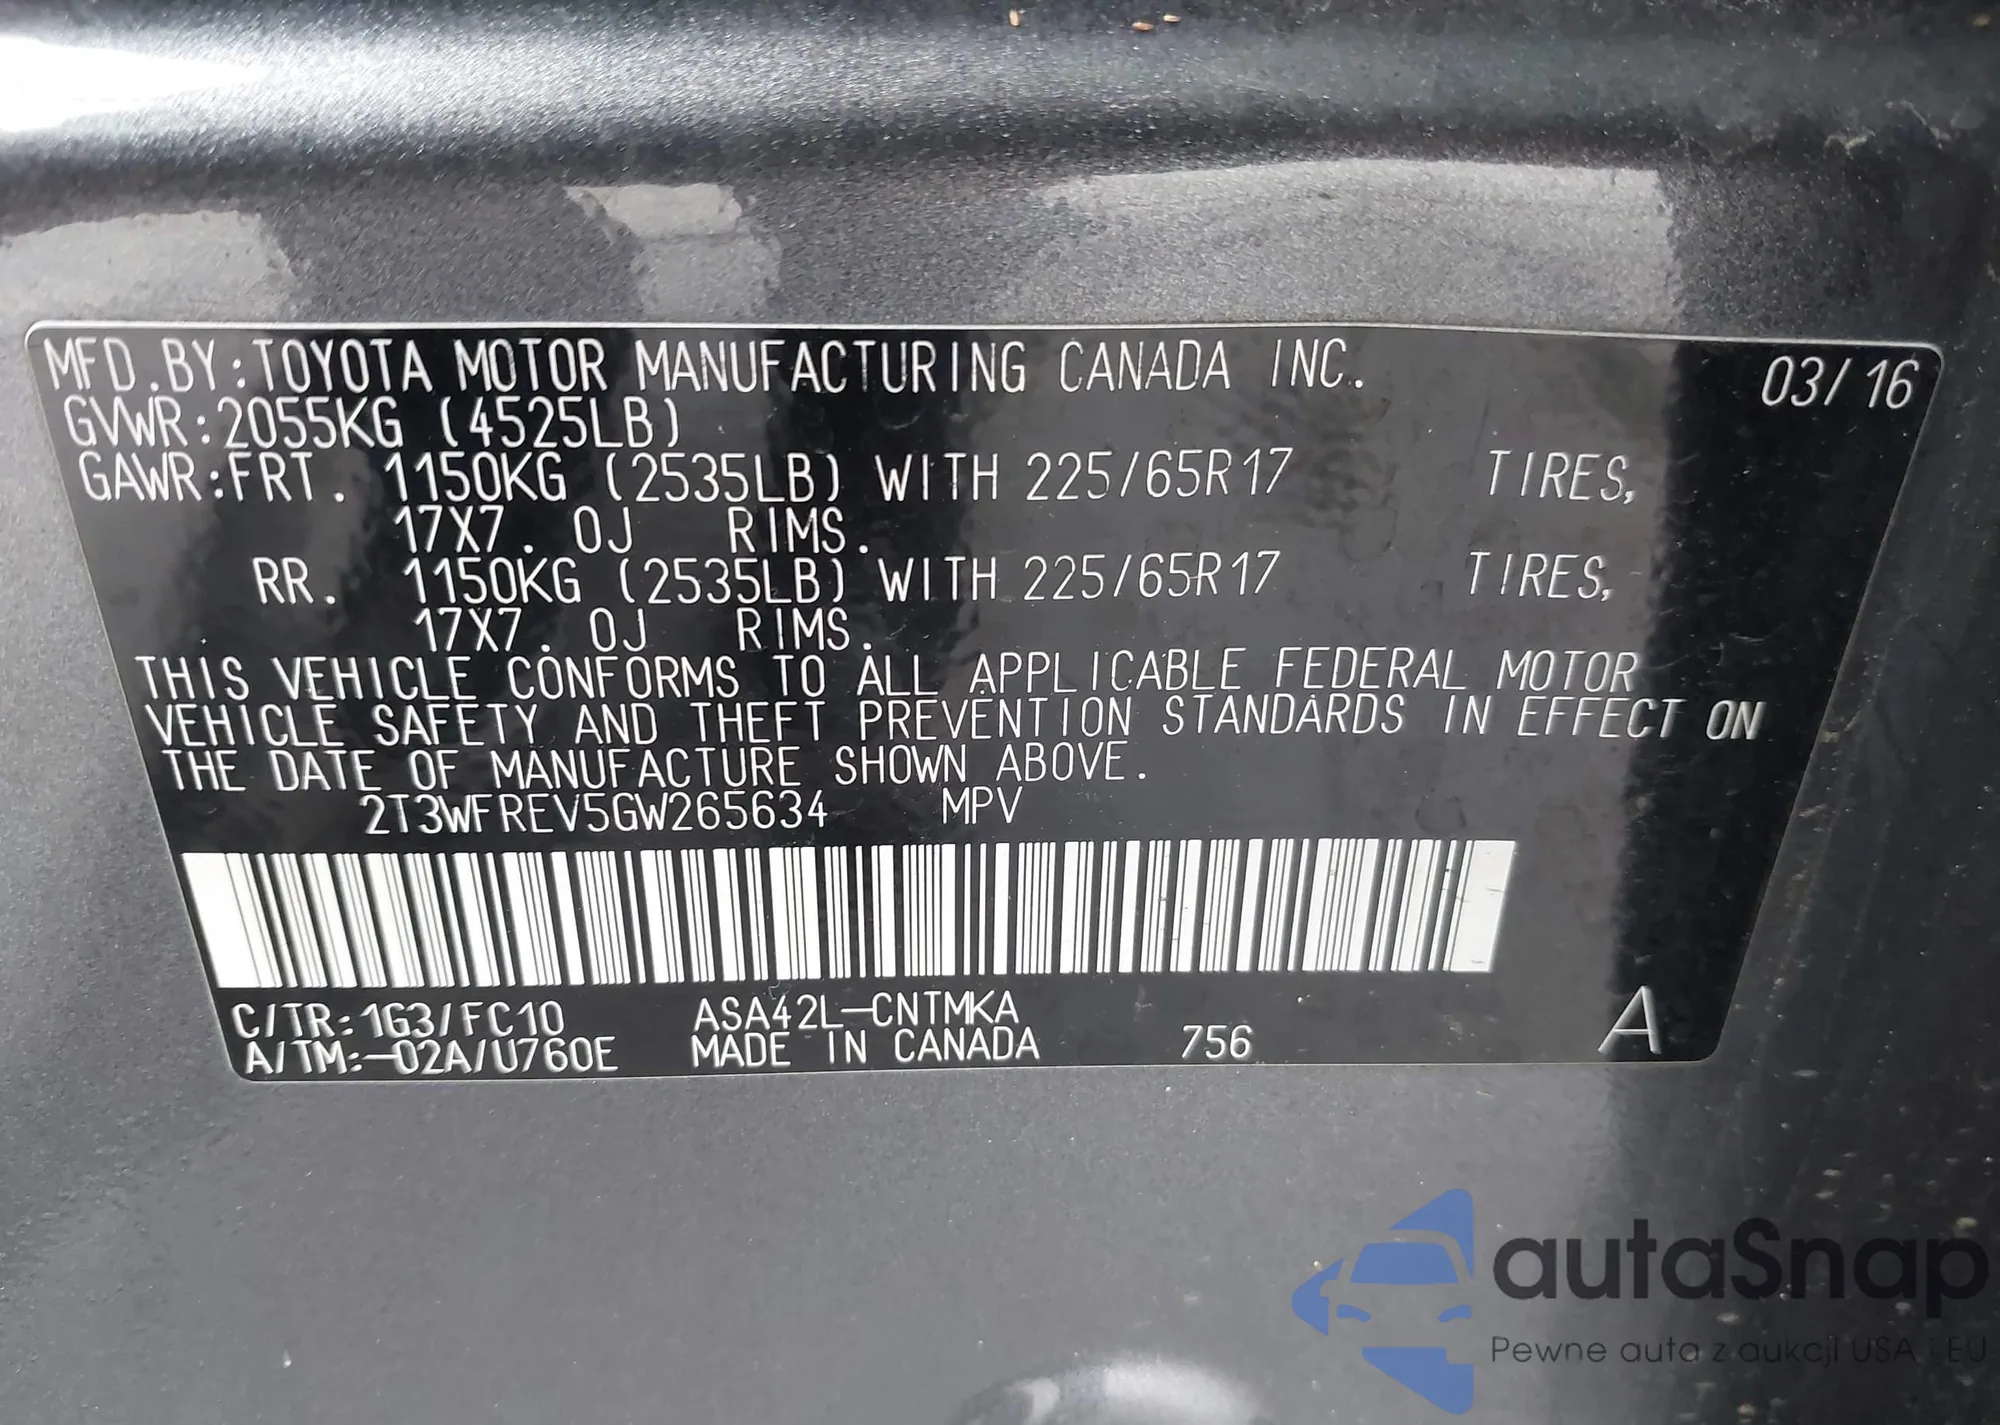 MFD.BY:TOYOTA MOTOR MANUFACTURING CANADA INC. 03/16
GVWR:2055KG (4525LB)
GAWR:FRT. 1150KG (2535LB) WITH 225/65R17 TIRES,
17X7.0J RIMS.
RR. 1150KG (2535LB) WITH 225/65R17 TIRES,
17X7.0J RIMS.
THIS VEHICLE CONFORMS TO ALL APPLICABLE FEDERAL MOTOR
VEHICLE SAFETY AND THEFT PREVENTION STANDARDS IN EFFECT ON
THE DATE OF MANUFACTURE SHOWN ABOVE.
2T3WFREV5GW265634 MPV
C/TR:1G3/FC10 ASA42L-CNTMKA
A/TM:-02A/U760E MADE IN CANADA 756 A
autaSnap
Pewne auta z aukcji USA i EU